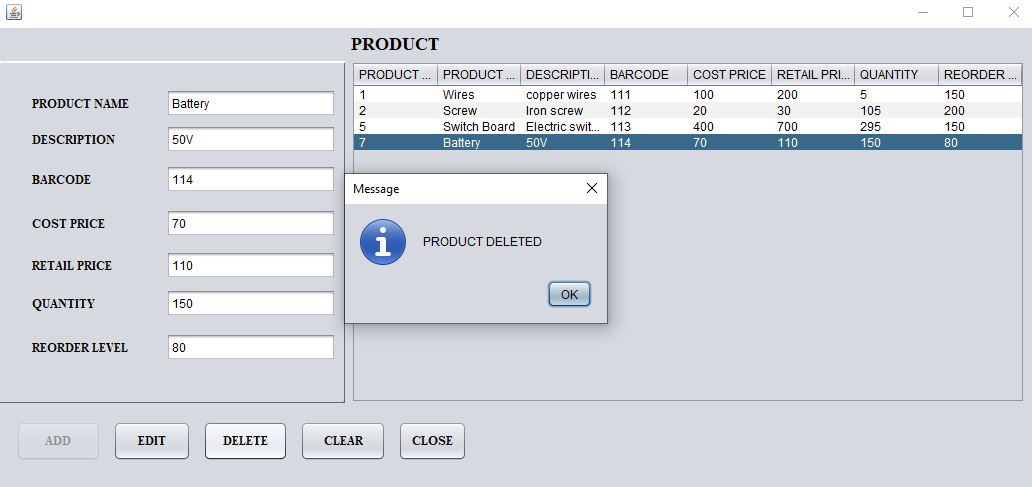 PRODUCT
PRODUCT NAME Battery
DESCRIPTION 50V
BARCODE 114
COST PRICE 70
RETAIL PRICE 110
QUANTITY 150
REORDER LEVEL 80
PRODUCT ... PRODUCT ... DESCRIPTI... BARCODE COST PRICE RETAIL PRI... QUANTITY REORDER ...
1 Wires copper wires 111 100 200 5 150
2 Screw Iron screw 112 20 30 105 200
5 Switch Board Electric swit... 113 400 700 295 150
7 Battery 50V 114 70 110 150 80
Message
PRODUCT DELETED
OK
ADD EDIT DELETE CLEAR CLOSE